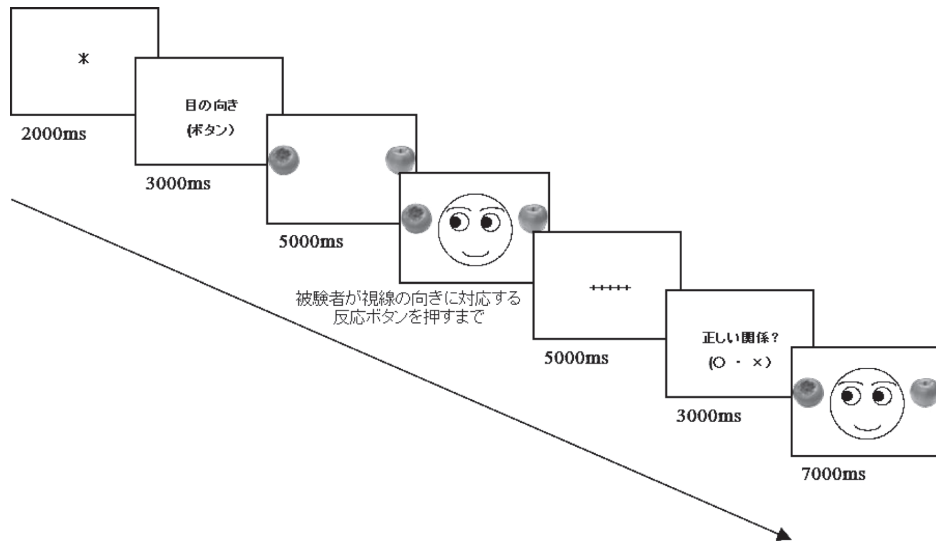 *
2000ms
目の向き
(ボタン)
3000ms
5000ms
被験者が視線の向きに対応する
反応ボタンを押すまで
+++++
5000ms
正しい関係?
(○ ・ ×)
3000ms
7000ms